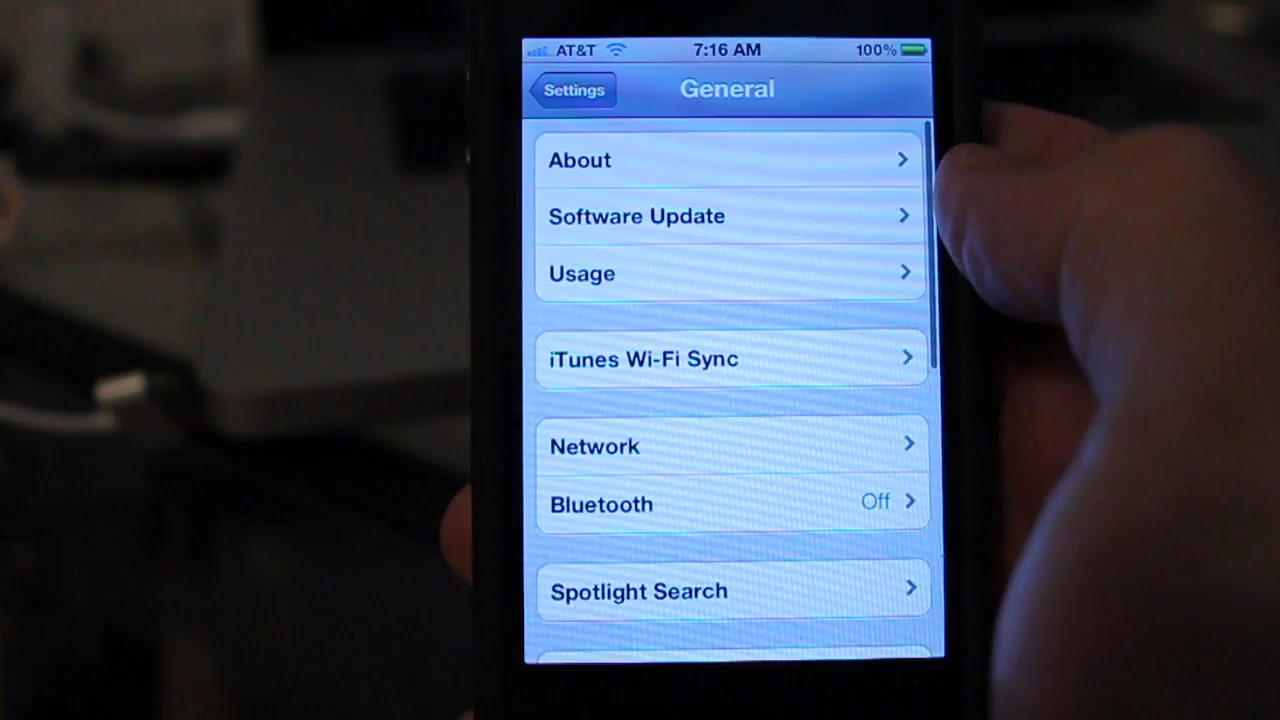 AT&T 7:16 AM 100%
Settings General
About
Software Update
Usage
iTunes Wi-Fi Sync
Network
Bluetooth Off
Spotlight Search